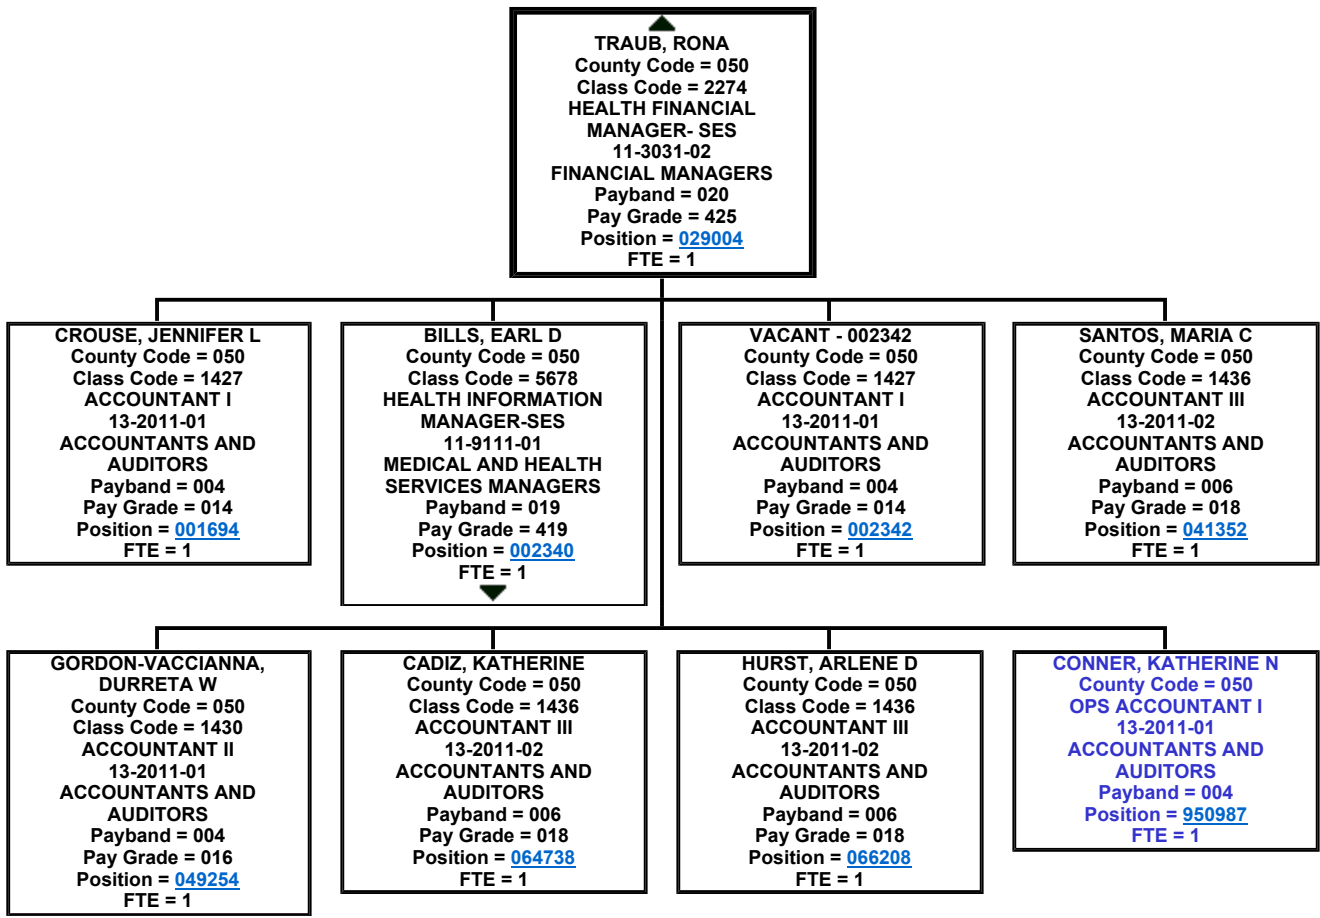 TRAUB, RONA
County Code = 050
Class Code = 2274
HEALTH FINANCIAL
MANAGER- SES
11-3031-02
FINANCIAL MANAGERS
Payband = 020
Pay Grade = 425
Position = 029004
FTE = 1
CROUSE, JENNIFER L
County Code = 050
Class Code = 1427
ACCOUNTANT I
13-2011-01
ACCOUNTANTS AND
AUDITORS
Payband = 004
Pay Grade = 014
Position = 001694
FTE = 1
BILLS, EARL D
County Code = 050
Class Code = 5678
HEALTH INFORMATION
MANAGER-SES
11-9111-01
MEDICAL AND HEALTH
SERVICES MANAGERS
Payband = 019
Pay Grade = 419
Position = 002340
FTE = 1
VACANT - 002342
County Code = 050
Class Code = 1427
ACCOUNTANT I
13-2011-01
ACCOUNTANTS AND
AUDITORS
Payband = 004
Pay Grade = 014
Position = 002342
FTE = 1
SANTOS, MARIA C
County Code = 050
Class Code = 1436
ACCOUNTANT III
13-2011-02
ACCOUNTANTS AND
AUDITORS
Payband = 006
Pay Grade = 018
Position = 041352
FTE = 1
GORDON-VACCIANNA,
DURRETA W
County Code = 050
Class Code = 1430
ACCOUNTANT II
13-2011-01
ACCOUNTANTS AND
AUDITORS
Payband = 004
Pay Grade = 016
Position = 049254
FTE = 1
CADIZ, KATHERINE
County Code = 050
Class Code = 1436
ACCOUNTANT III
13-2011-02
ACCOUNTANTS AND
AUDITORS
Payband = 006
Pay Grade = 018
Position = 064738
FTE = 1
HURST, ARLENE D
County Code = 050
Class Code = 1436
ACCOUNTANT III
13-2011-02
ACCOUNTANTS AND
AUDITORS
Payband = 006
Pay Grade = 018
Position = 066208
FTE = 1
CONNER, KATHERINE N
County Code = 050
OPS ACCOUNTANT I
13-2011-01
ACCOUNTANTS AND
AUDITORS
Payband = 004
Position = 950987
FTE = 1